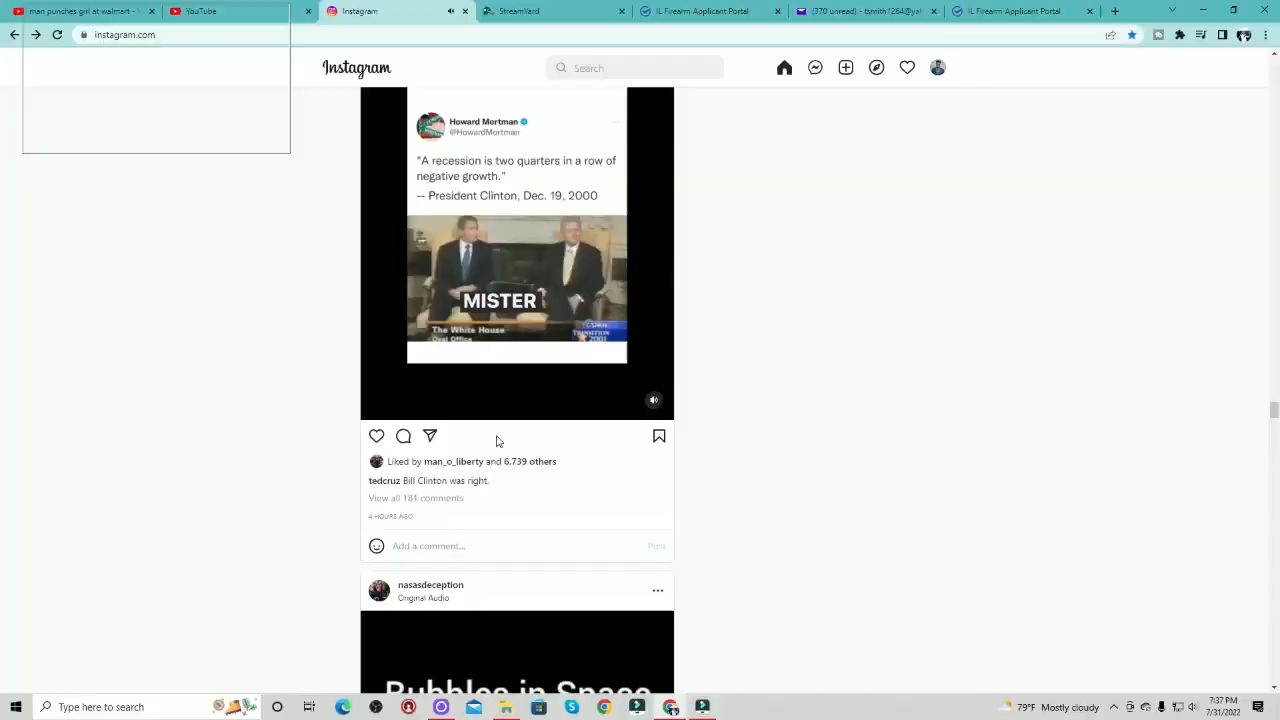 man punches girl at walmart -
YouTube
Instagram
StreamYard
IL Firearm Applicant Portal
(370 unread) - tsmith1264@ya
IL Firearm Applicant Portal
instagram.com
Instagram
Search
Howard Mortman
@HowardMortman
"A recession is two quarters in a row of
negative growth."
-- President Clinton, Dec. 19, 2000
MISTER
The White House
Oval Office
C-SPAN
TRANSITION
2001
Liked by man_o_liberty and 6,739 others
tedcruz Bill Clinton was right.
View all 181 comments
4 HOURS AGO
Add a comment...
Post
nasasdeception
Original Audio
Bubbles in Space
Type here to search
79°F Mostly cloudy
7:37 PM
7/31/2022